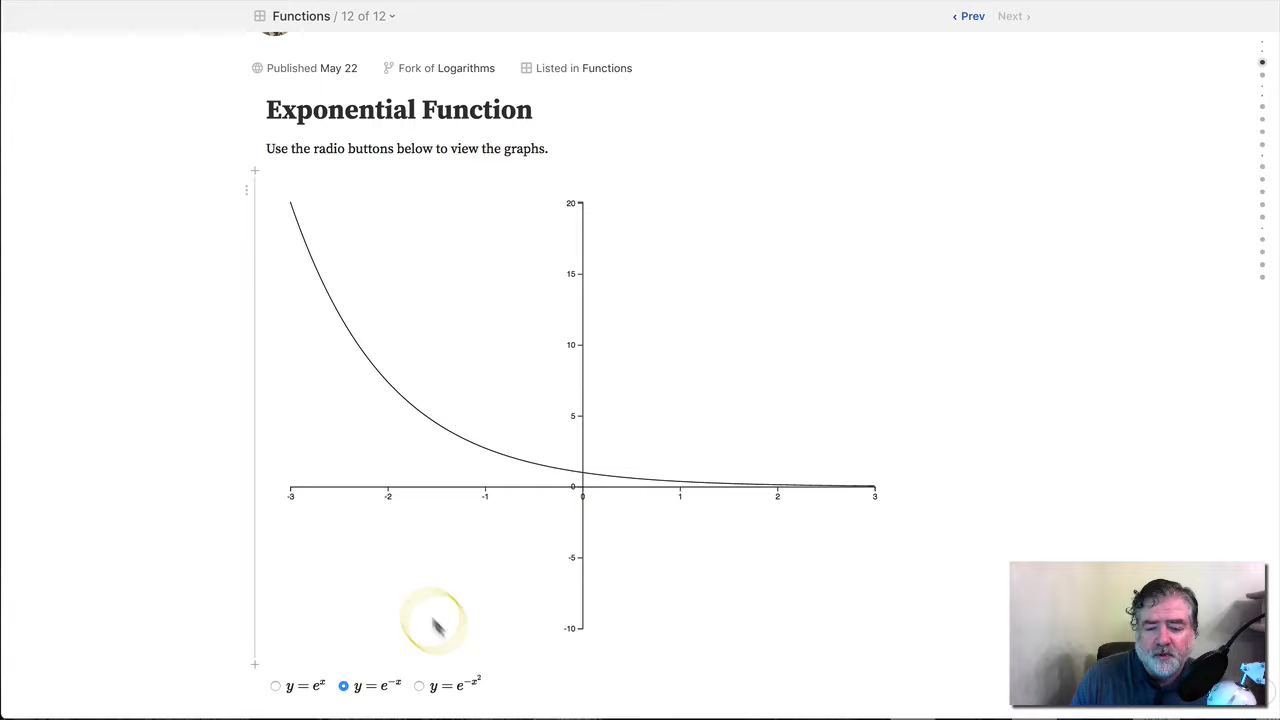 Functions / 12 of 12
‹ Prev Next ›
Published May 22 Fork of Logarithms Listed in Functions
Exponential Function
Use the radio buttons below to view the graphs.
20
15
10
5
0
-3 -2 -1 0 1 2 3
-5
-10
y = eˣ y = e⁻ˣ y = e^{-x²}